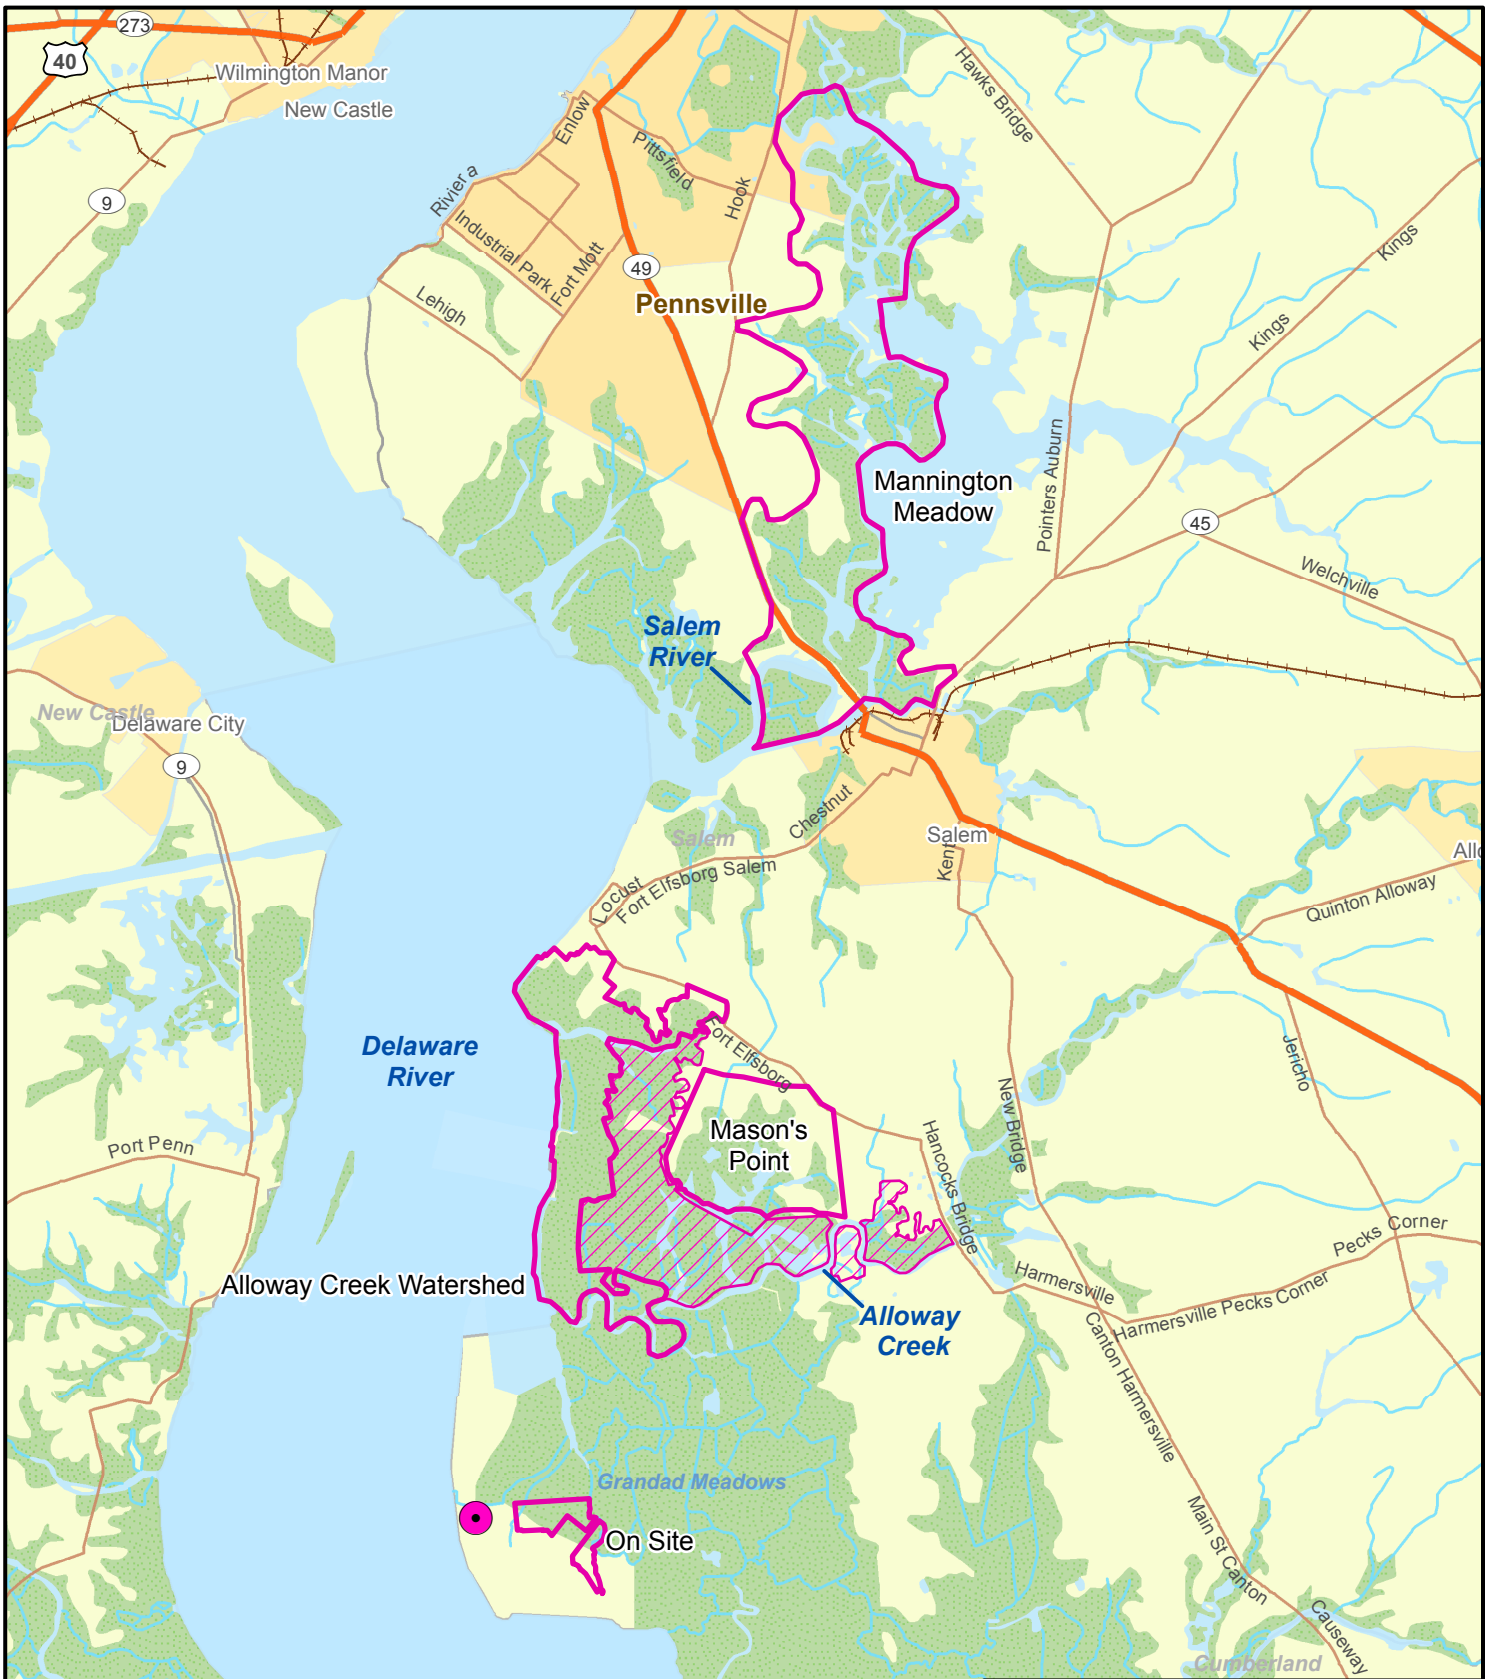 273
40
Wilmington Manor
New Castle
Hawks Bridge
Enlow
Pittsfield
9
Riviera
Hook
Industrial Park
Fort Mott
Kings
49
Lehigh
Pennsville
Kings
Pointers Auburn
Mannington
Meadow
45
Welchville
Salem
River
New Castle
Delaware City
9
Chestnut
Salem
Salem
Kent
Allo
Locust
Fort Elfsborg Salem
Quinton Alloway
Delaware
River
Fort Elfsborg
Jericho
Mason's
Point
New Bridge
Hancocks Bridge
Port Penn
Pecks Corner
Alloway Creek Watershed
Harmersville
Harmersville Pecks Corner
Alloway
Creek
Canton Harmersville
Grandad Meadows
On Site
Main St Canton
Causeway
Cumberland